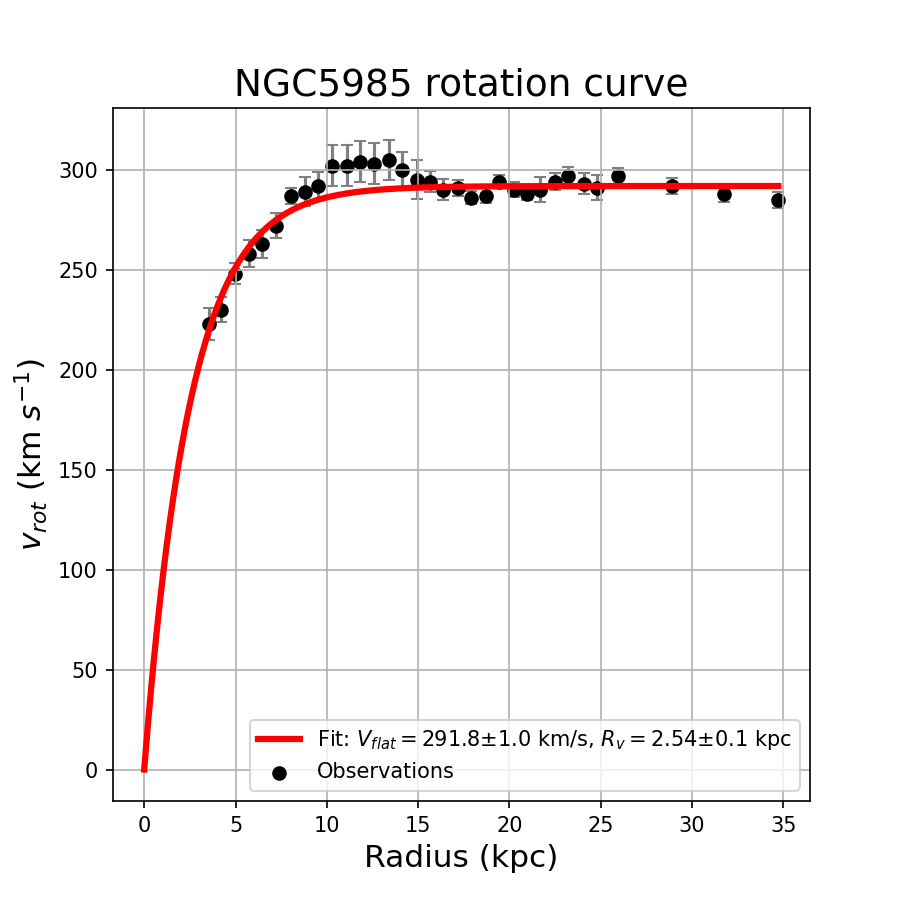 NGC5985 rotation curve
300
250
200
150
100
50
0
v_rot (km s⁻¹)
Fit: V_flat = 291.8±1.0 km/s, R_v = 2.54±0.1 kpc
Observations
0 5 10 15 20 25 30 35
Radius (kpc)